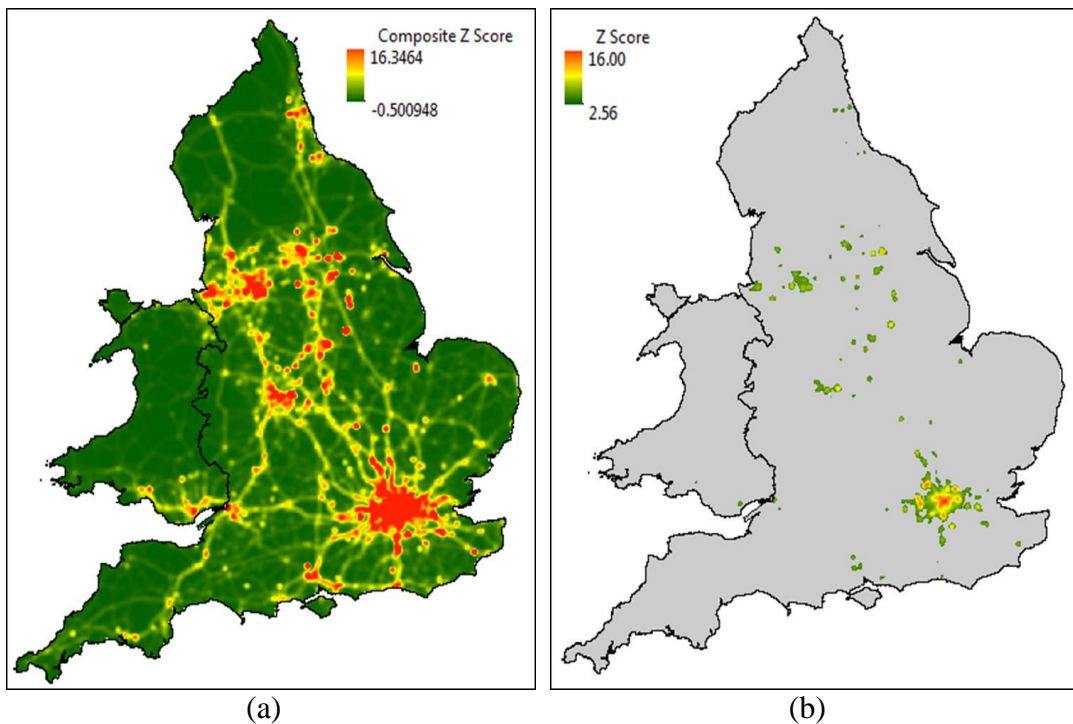 Composite Z Score
16.3464
-0.500948
Z Score
16.00
2.56
(a)
(b)